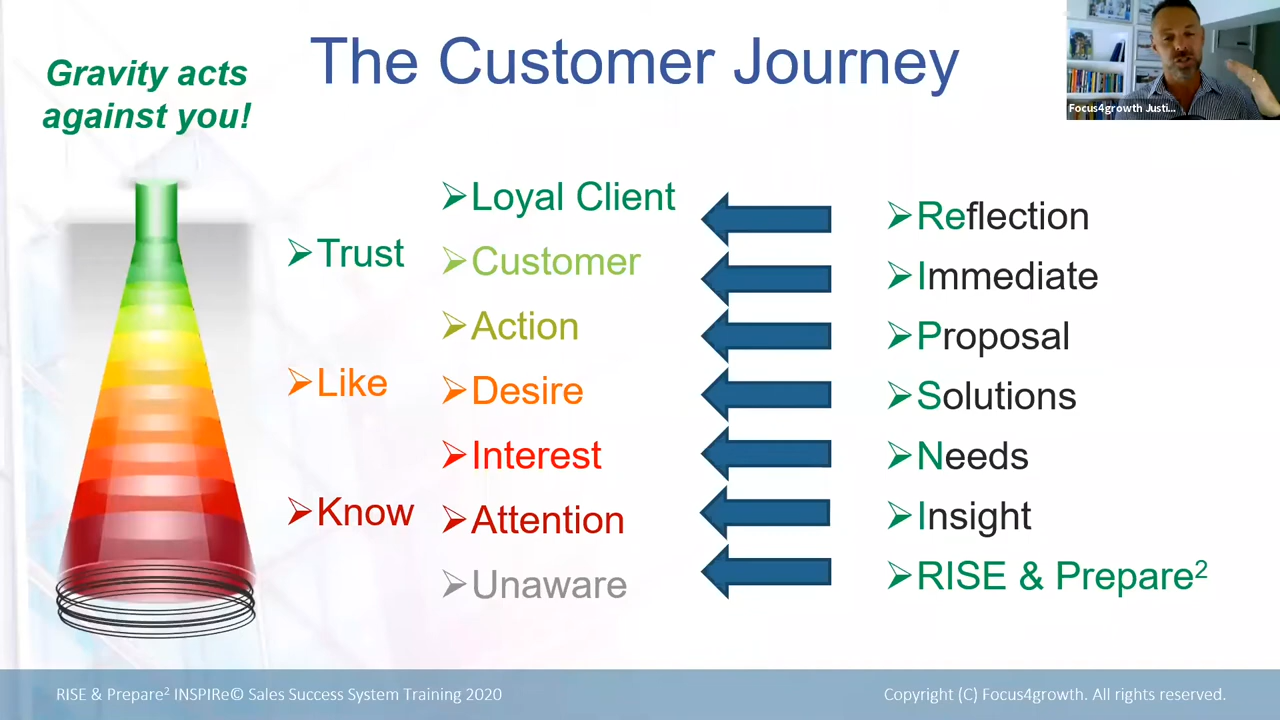 The Customer Journey
Gravity acts
against you!
Focus4growth Justi...
➢Trust
➢Like
➢Know
➢Loyal Client
➢Customer
➢Action
➢Desire
➢Interest
➢Attention
➢Unaware
➢Reflection
➢Immediate
➢Proposal
➢Solutions
➢Needs
➢Insight
➢RISE & Prepare²
RISE & Prepare² INSPIRe© Sales Success System Training 2020
Copyright (C) Focus4growth. All rights reserved.